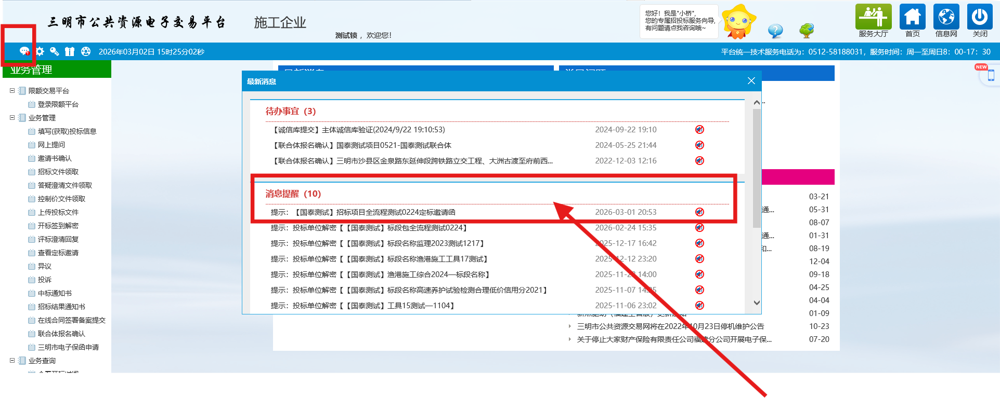 三明市公共资源电子交易平台
施工企业
测试锁，欢迎您！
您好！我是"小桥",
您的专属招投标服务向导,
有问题请点我咨询哦~
服务大厅
首页
信息网
关闭
2026年03月02日 15时25分02秒
平台统一技术服务电话为：0512-58188031，服务时间：周一至周日8：00-17：30
NEW
业务管理
限额交易平台
登录限额平台
业务管理
填写(获取)投标信息
网上提问
邀请书确认
招标文件领取
答疑澄清文件领取
控制价文件领取
上传投标文件
开标签到解密
评标澄清回复
查看定标邀请
异议
投诉
中标通知书
招标结果通知书
在线合同签署备案提交
联合体报名确认
三明市电子保函申请
业务查询
最新消息
待办事宜（3）
【诚信库提交】主体诚信库验证(2024/9/22 19:10:53) 2024-09-22 19:10
【联合体报名确认】国泰测试项目0521-国泰测试联合体 2024-05-25 21:44
【联合体报名确认】三明市沙县区金泉路东延伸段跨铁路立交工程、大洲古渡至府前西... 2022-12-03 12:16
消息提醒（10）
提示：【国泰测试】招标项目全流程测试0224定标邀请函 2026-03-01 20:53
提示：投标单位解密【【国泰测试】标段包全流程测试0224】 2026-02-24 15:35
提示：投标单位解密【【国泰测试】标段名称监理2023测试1217】 2025-12-17 16:42
提示：投标单位解密【【国泰测试】标段名称渔港施工工具17测试】 2025-12-12 23:20
提示：投标单位解密【【国泰测试】渔港施工综合2024—标段名称】 2025-11-23 14:00
提示：投标单位解密【【国泰测试】标段名称高速养护试验检测合理低价信用分2021】 2025-11-07 14:25
提示：投标单位解密【【国泰测试】工具15测试—1104】 2025-11-06 23:02
03-21
通... 05-31
08-07
通... 01-31
和... 08-19
12-04
09-18
04-25
04-04
01-09
三明市公共资源交易网将在2022年10月23日停机维护公告 10-23
关于停止大家财产保险有限责任公司福建分公司开展电子保... 07-20